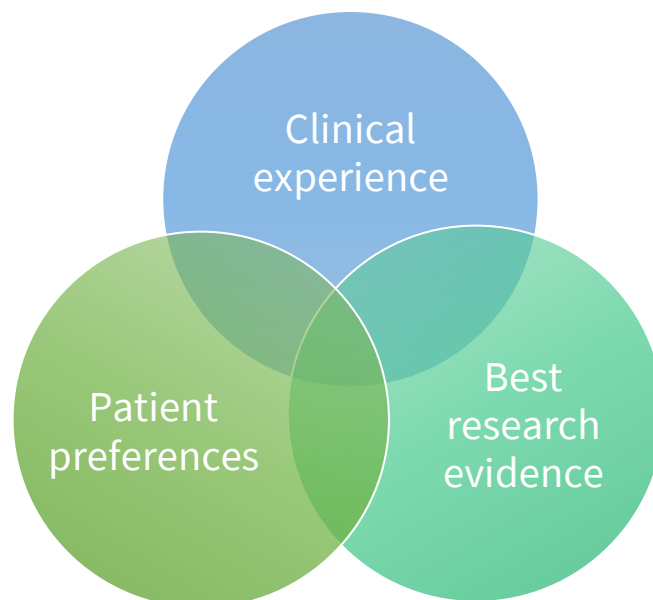 Clinical
experience
Patient
preferences
Best
research
evidence